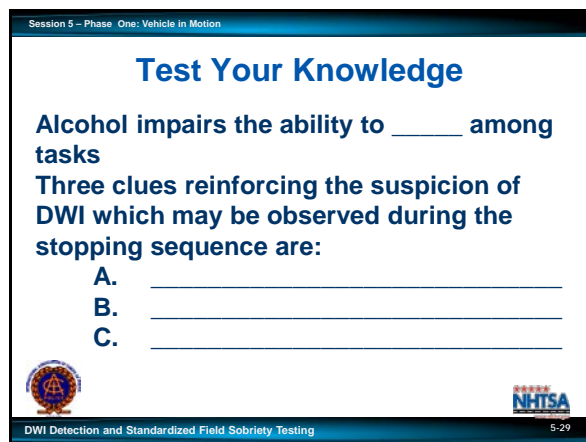 Session 5 – Phase One: Vehicle in Motion
Test Your Knowledge
Alcohol impairs the ability to _____ among
tasks
Three clues reinforcing the suspicion of
DWI which may be observed during the
stopping sequence are:
A. ______________________________
B. ______________________________
C. ______________________________
NHTSA
DWI Detection and Standardized Field Sobriety Testing
5-29